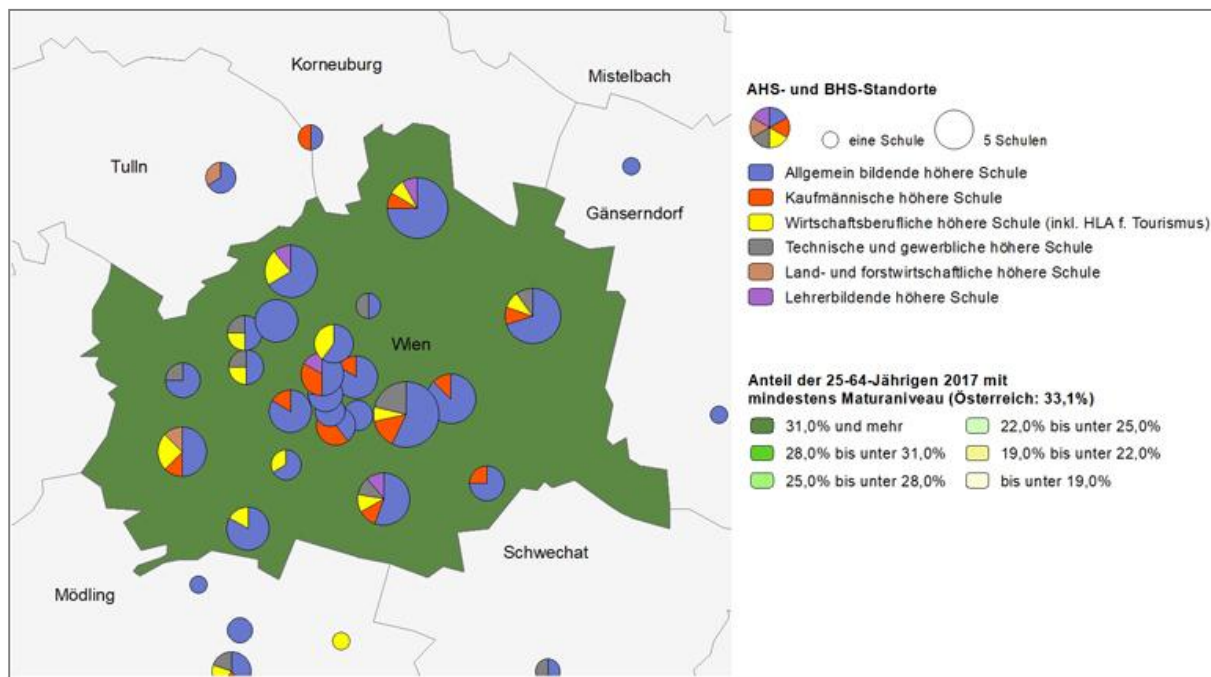 Korneuburg
Mistelbach
Tulln
Gänserndorf
Wien
Schwechat
Mödling
AHS- und BHS-Standorte
eine Schule
5 Schulen
Allgemein bildende höhere Schule
Kaufmännische höhere Schule
Wirtschaftsberufliche höhere Schule (inkl. HLA f. Tourismus)
Technische und gewerbliche höhere Schule
Land- und forstwirtschaftliche höhere Schule
Lehrerbildende höhere Schule
Anteil der 25-64-Jährigen 2017 mit
mindestens Maturaniveau (Österreich: 33,1%)
31,0% und mehr
22,0% bis unter 25,0%
28,0% bis unter 31,0%
19,0% bis unter 22,0%
25,0% bis unter 28,0%
bis unter 19,0%